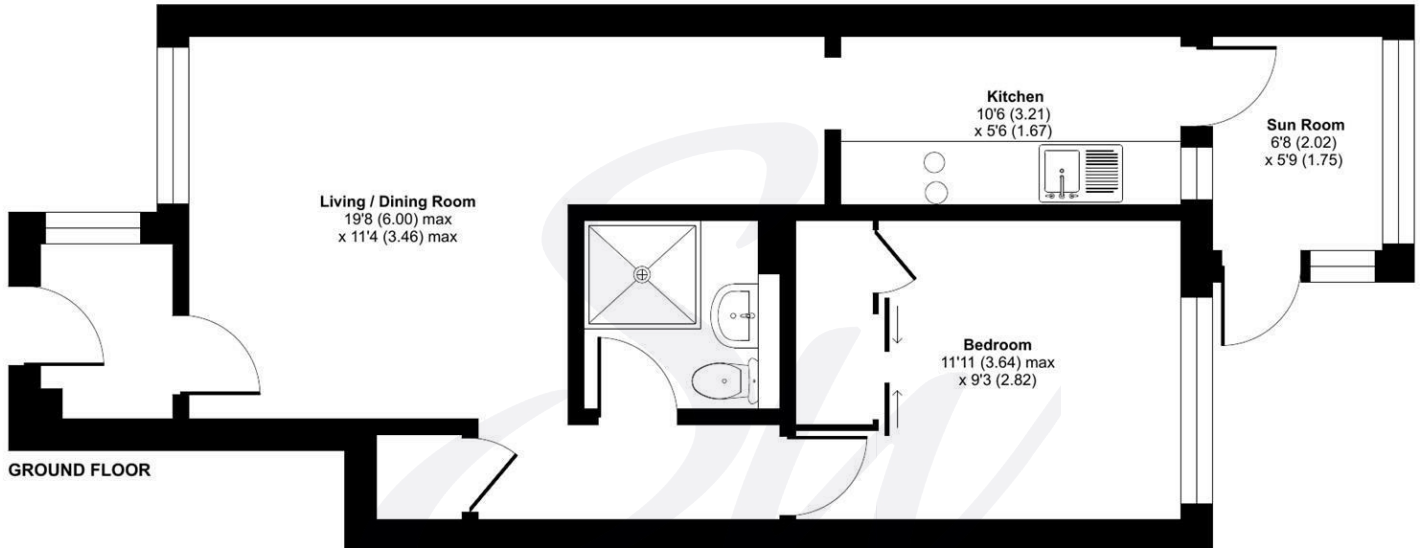 Kitchen
10'6 (3.21)
x 5'6 (1.67)
Sun Room
6'8 (2.02)
x 5'9 (1.75)
Living / Dining Room
19'8 (6.00) max
x 11'4 (3.46) max
Bedroom
11'11 (3.64) max
x 9'3 (2.82)
GROUND FLOOR
Sw